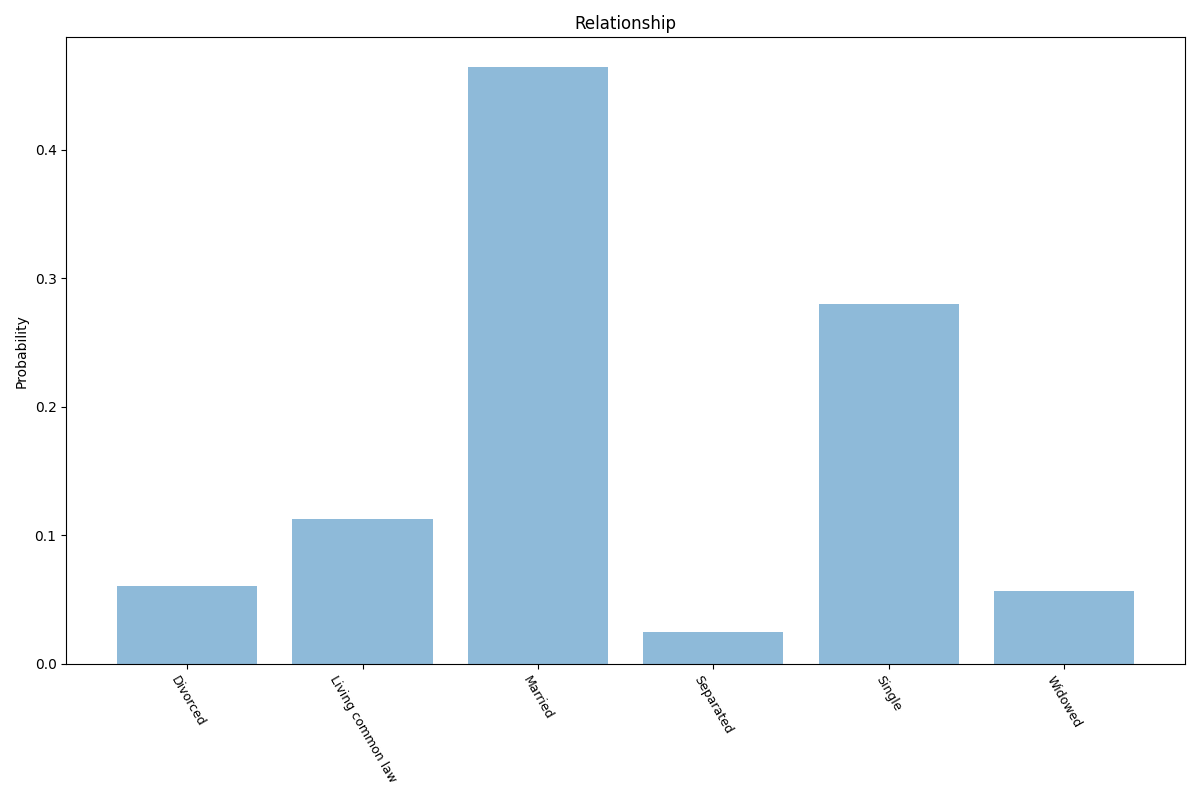 Relationship
Probability
0.4
0.3
0.2
0.1
0.0
Divorced
Living common law
Married
Separated
Single
Widowed